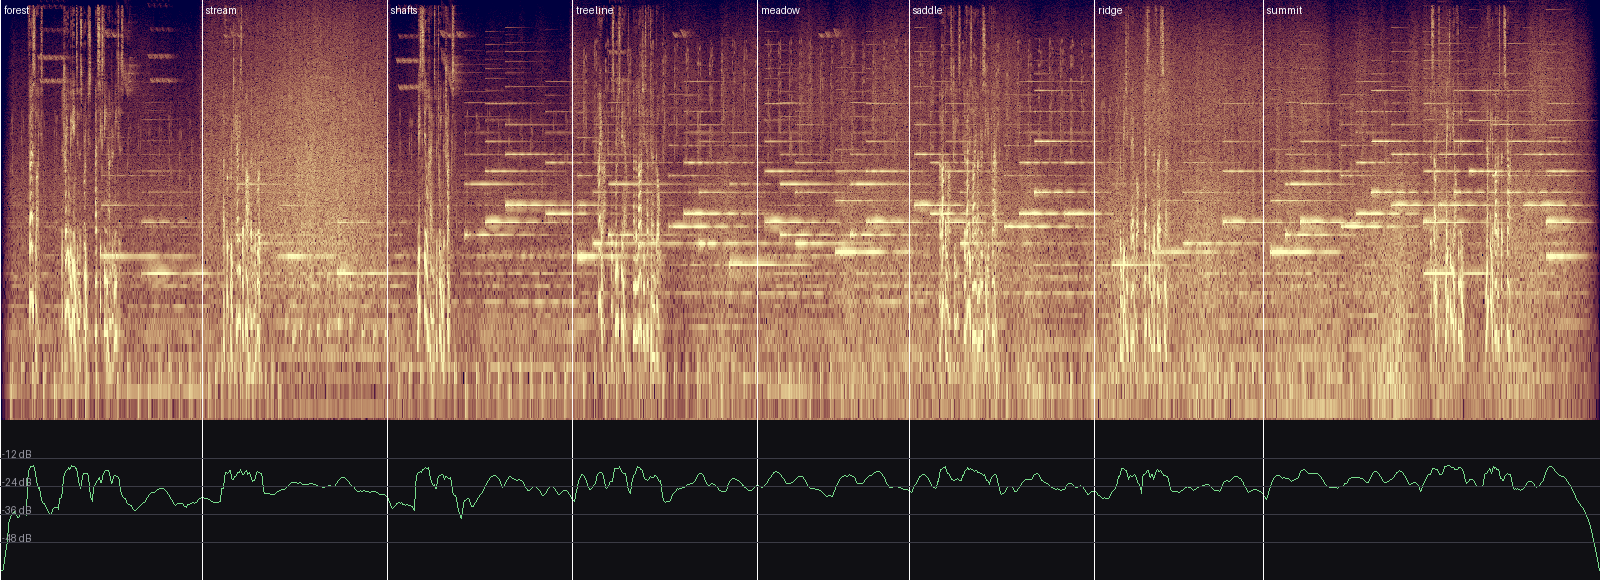 forest
stream
shafts
treeline
meadow
saddle
ridge
summit
-12 dB
-24 dB
-36 dB
-48 dB